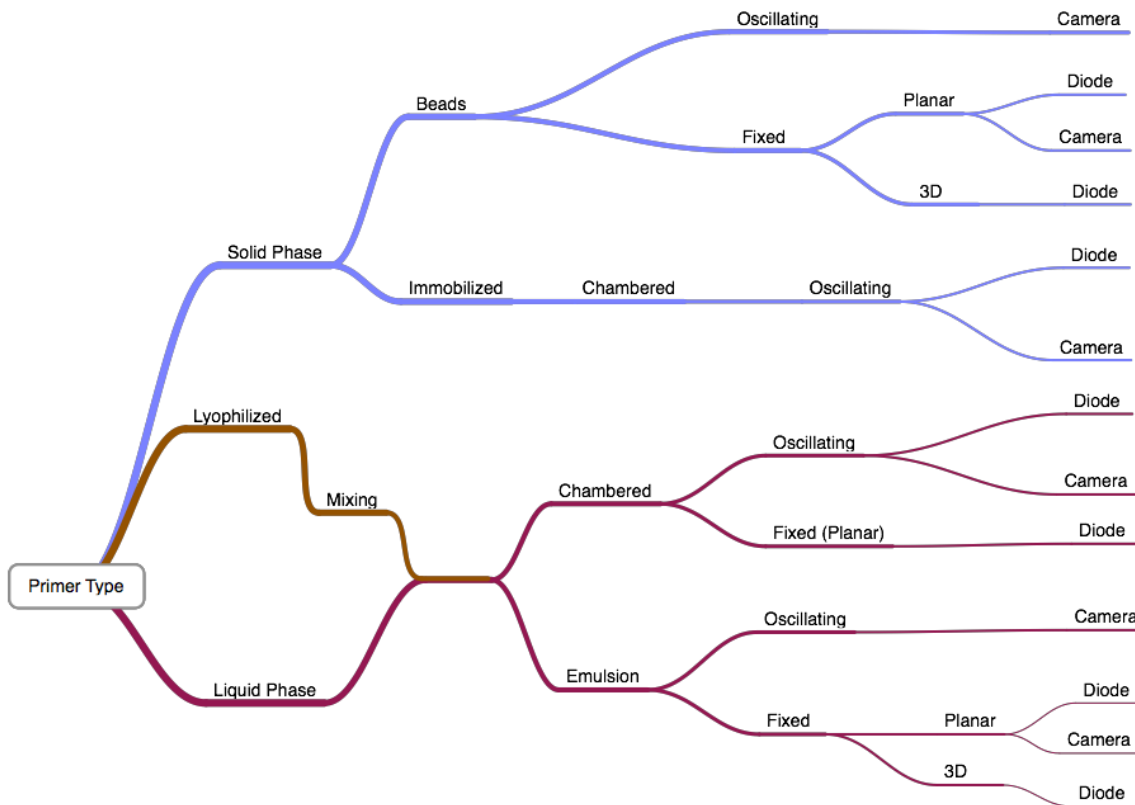 Oscillating
Camera
Beads
Planar
Diode
Camera
Fixed
3D
Diode
Solid Phase
Immobilized
Chambered
Oscillating
Diode
Camera
Lyophilized
Mixing
Chambered
Oscillating
Diode
Camera
Fixed (Planar)
Diode
Primer Type
Liquid Phase
Emulsion
Oscillating
Camera
Fixed
Planar
Diode
Camera
3D
Diode